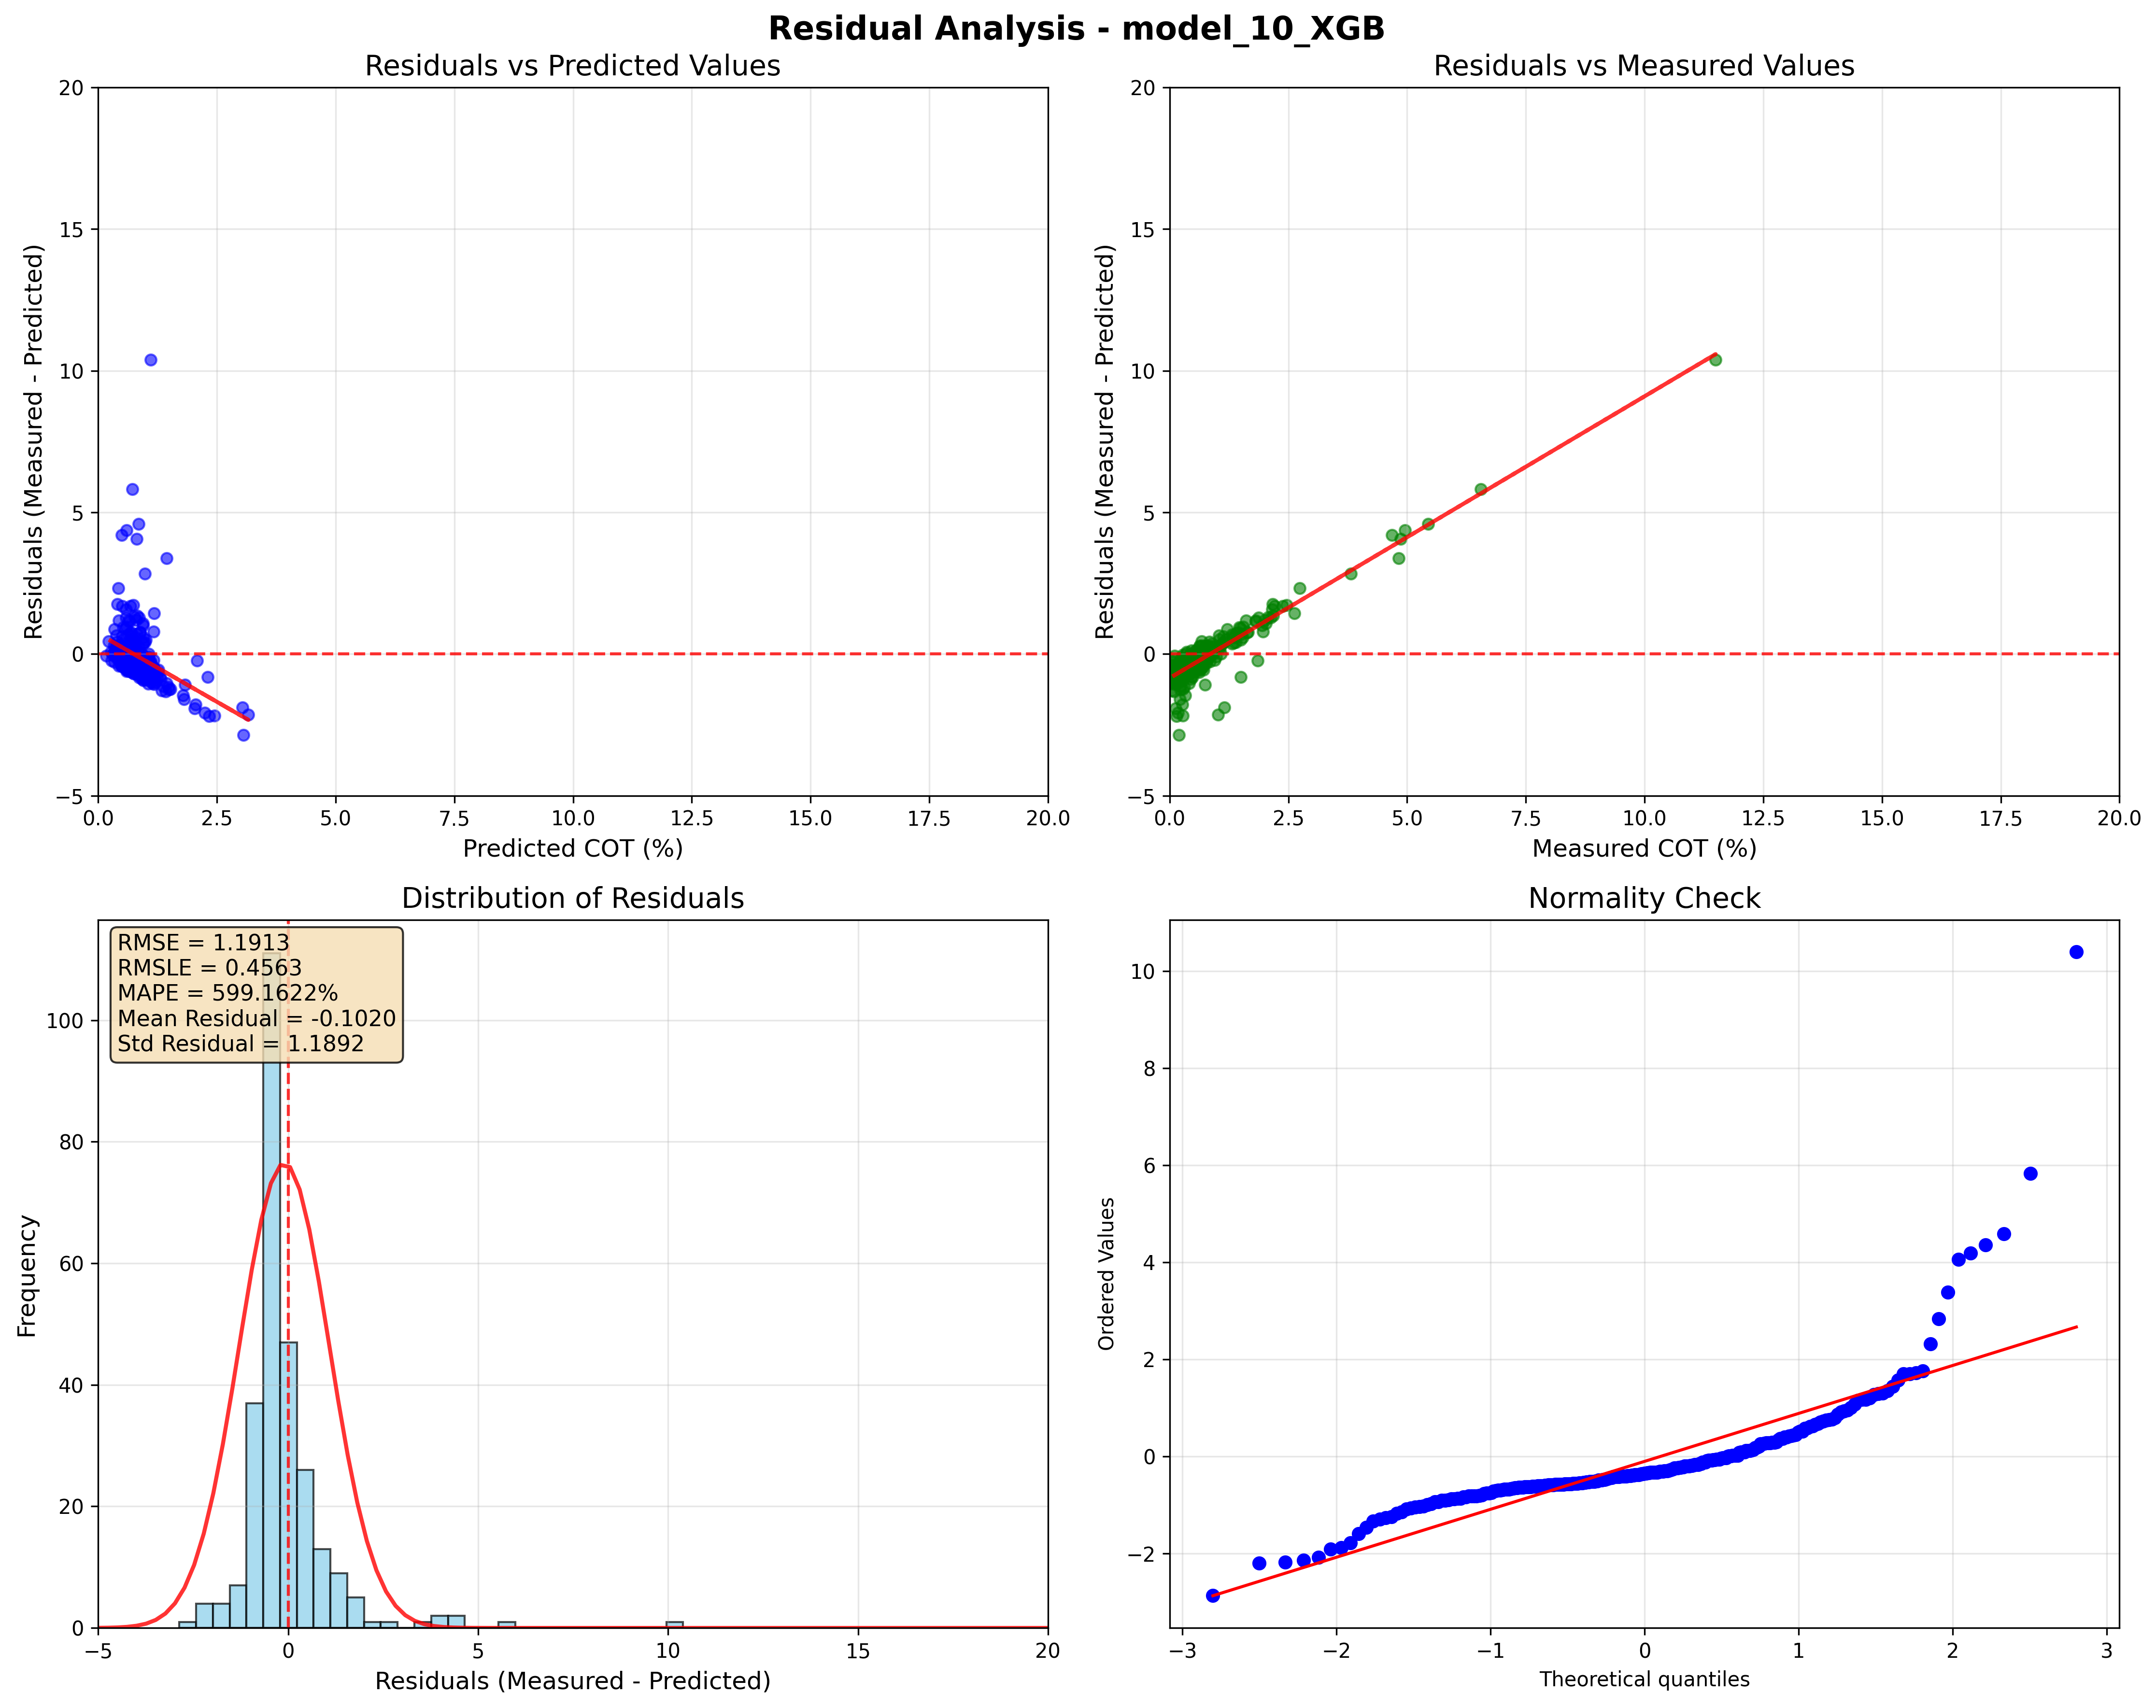 Residual Analysis - model_10_XGB
Residuals vs Predicted Values
20
15
10
5
0
−5
0.0 2.5 5.0 7.5 10.0 12.5 15.0 17.5 20.0
Residuals (Measured - Predicted)
Predicted COT (%)
Residuals vs Measured Values
20
15
10
5
0
−5
0.0 2.5 5.0 7.5 10.0 12.5 15.0 17.5 20.0
Residuals (Measured - Predicted)
Measured COT (%)
Distribution of Residuals
RMSE = 1.1913
RMSLE = 0.4563
MAPE = 599.1622%
Mean Residual = -0.1020
Std Residual = 1.1892
100
80
60
40
20
0
−5 0 5 10 15 20
Frequency
Residuals (Measured - Predicted)
Normality Check
10
8
6
4
2
0
−2
−3 −2 −1 0 1 2 3
Ordered Values
Theoretical quantiles